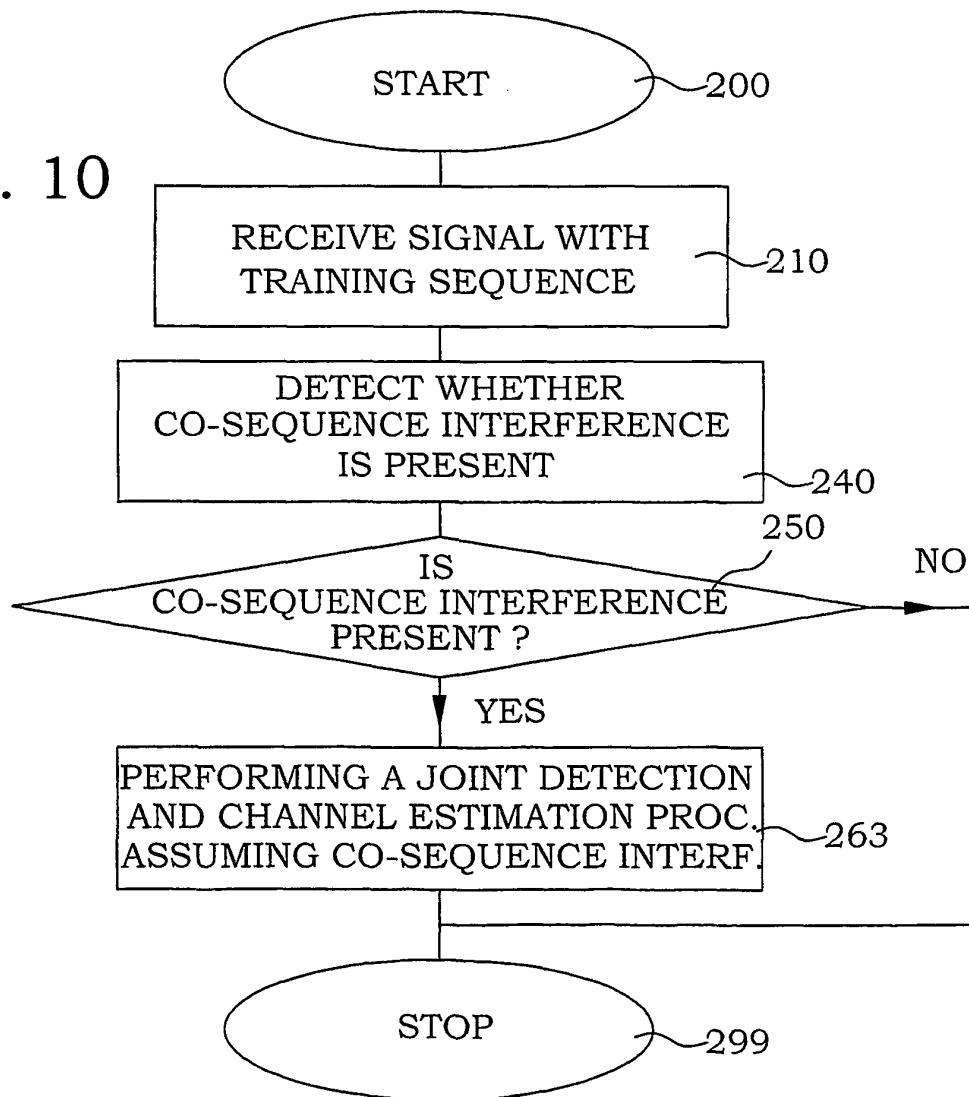 START
200
. 10
RECEIVE SIGNAL WITH
TRAINING SEQUENCE
210
DETECT WHETHER
CO-SEQUENCE INTERFERENCE
IS PRESENT
240
250
IS
CO-SEQUENCE INTERFERENCE
PRESENT ?
NO
YES
PERFORMING A JOINT DETECTION
AND CHANNEL ESTIMATION PROC.
ASSUMING CO-SEQUENCE INTERF.
263
STOP
299